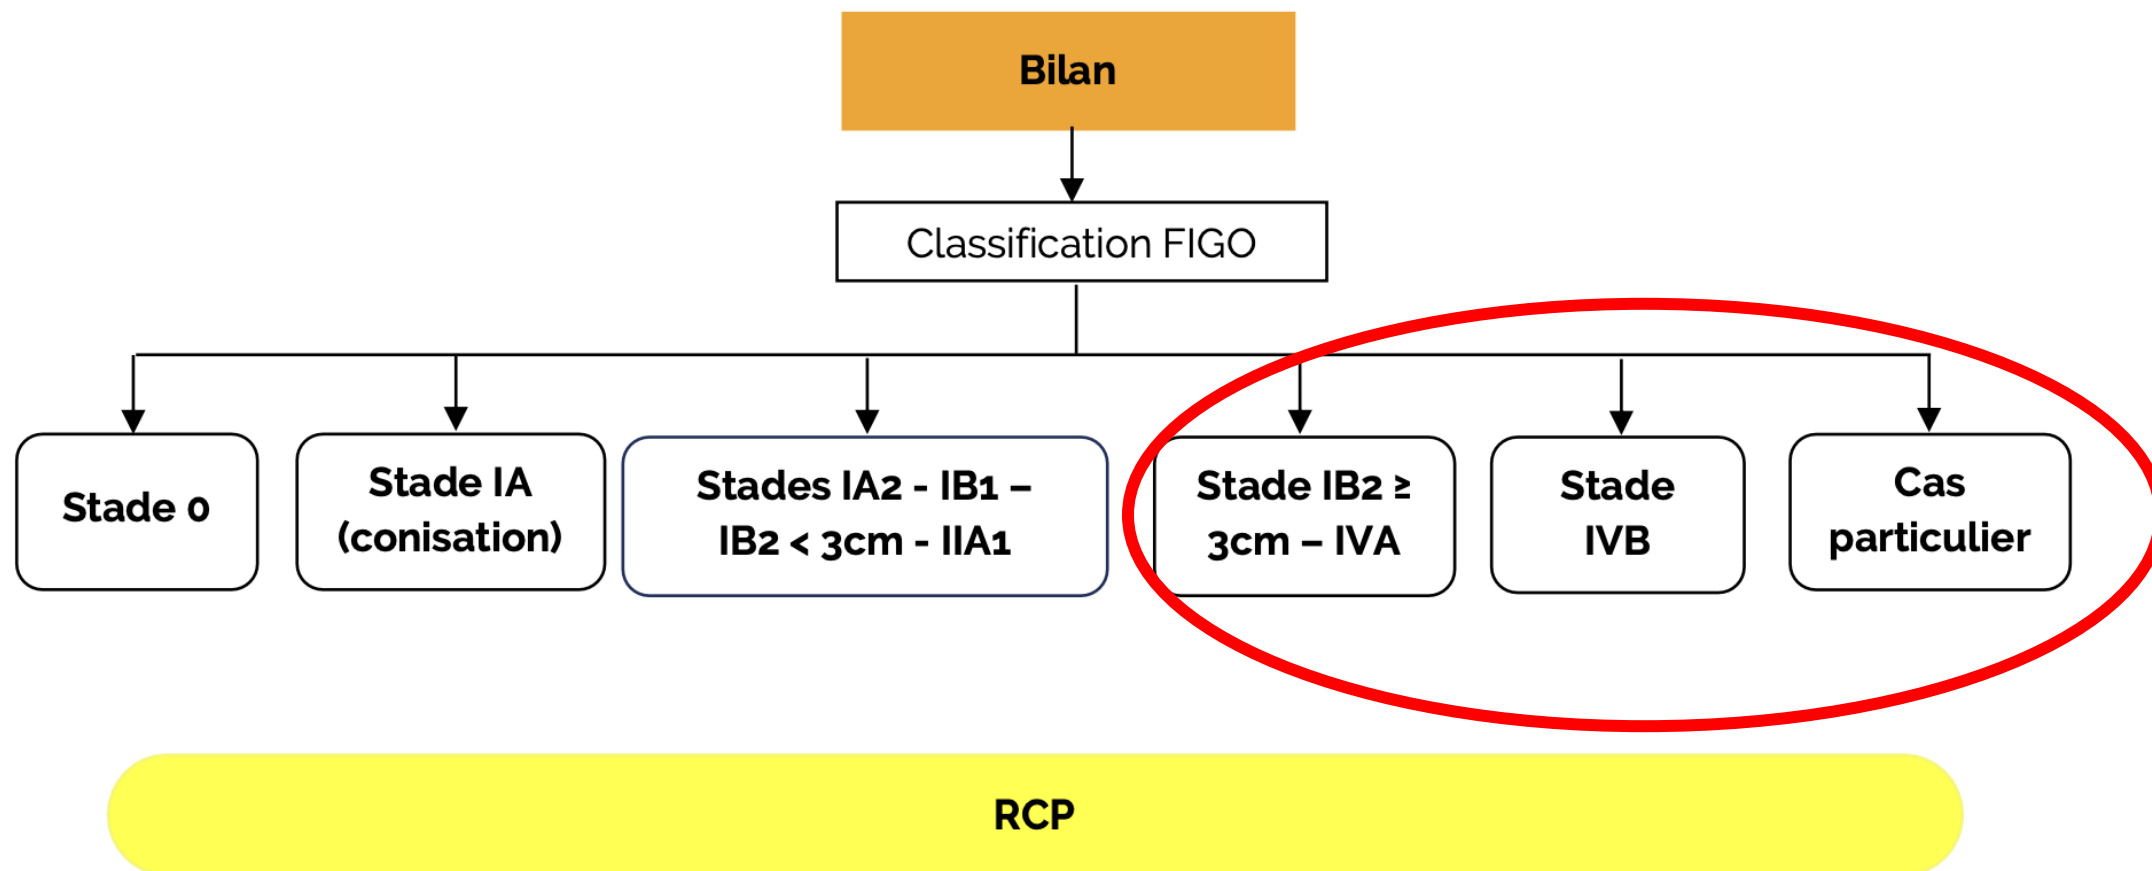 Bilan
Classification FIGO
Stade 0
Stade IA
(conisation)
Stades IA2 - IB1 –
IB2 < 3cm - IIA1
Stade IB2 ≥
3cm – IVA
Stade
IVB
Cas
particulier
RCP